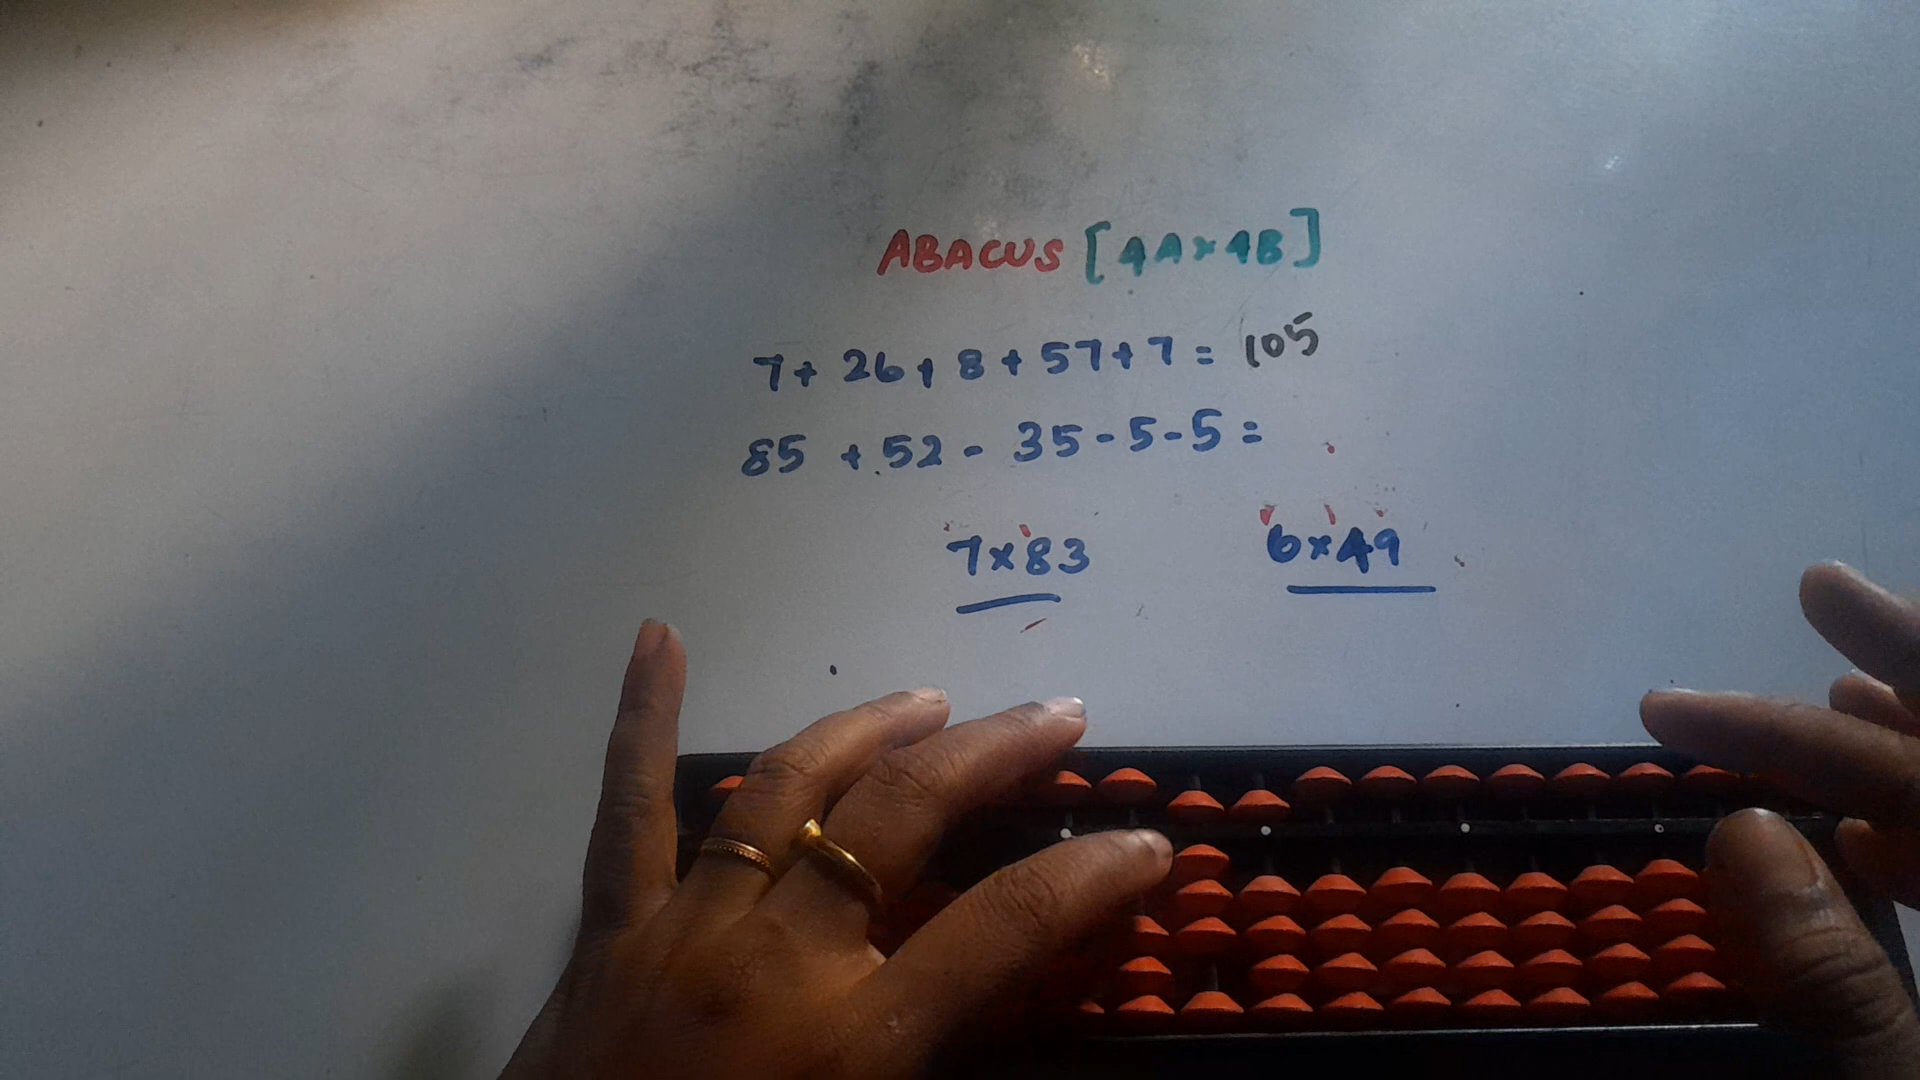 ABACUS [4A × 4B]
7 + 26 + 8 + 57 + 7 = 105
85 + 52 - 35 - 5 - 5 =
7 × 83 6 × 49